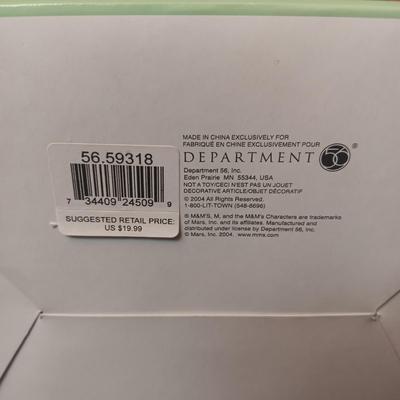 56.59318
7 34409 24509 9
SUGGESTED RETAIL PRICE:
US $19.99
MADE IN CHINA EXCLUSIVELY FOR
FABRIQUÉ EN CHINE EXCLUSIVEMENT POUR
DEPARTMENT 56 ®
Department 56, Inc.
Eden Prairie MN 55344, USA
NOT A TOY/CECI N'EST PAS UN JOUET
DECORATIVE ARTICLE/OBJET DÉCORATIF
© 2004 All Rights Reserved.
1-800-LIT-TOWN (548-8696)
® M&M'S, M, and the M&M's Characters are trademarks
of Mars, Inc. and its affiliates. Manufactured and
distributed under license by Department 56, Inc.
© Mars, Inc. 2004. www.mms.com